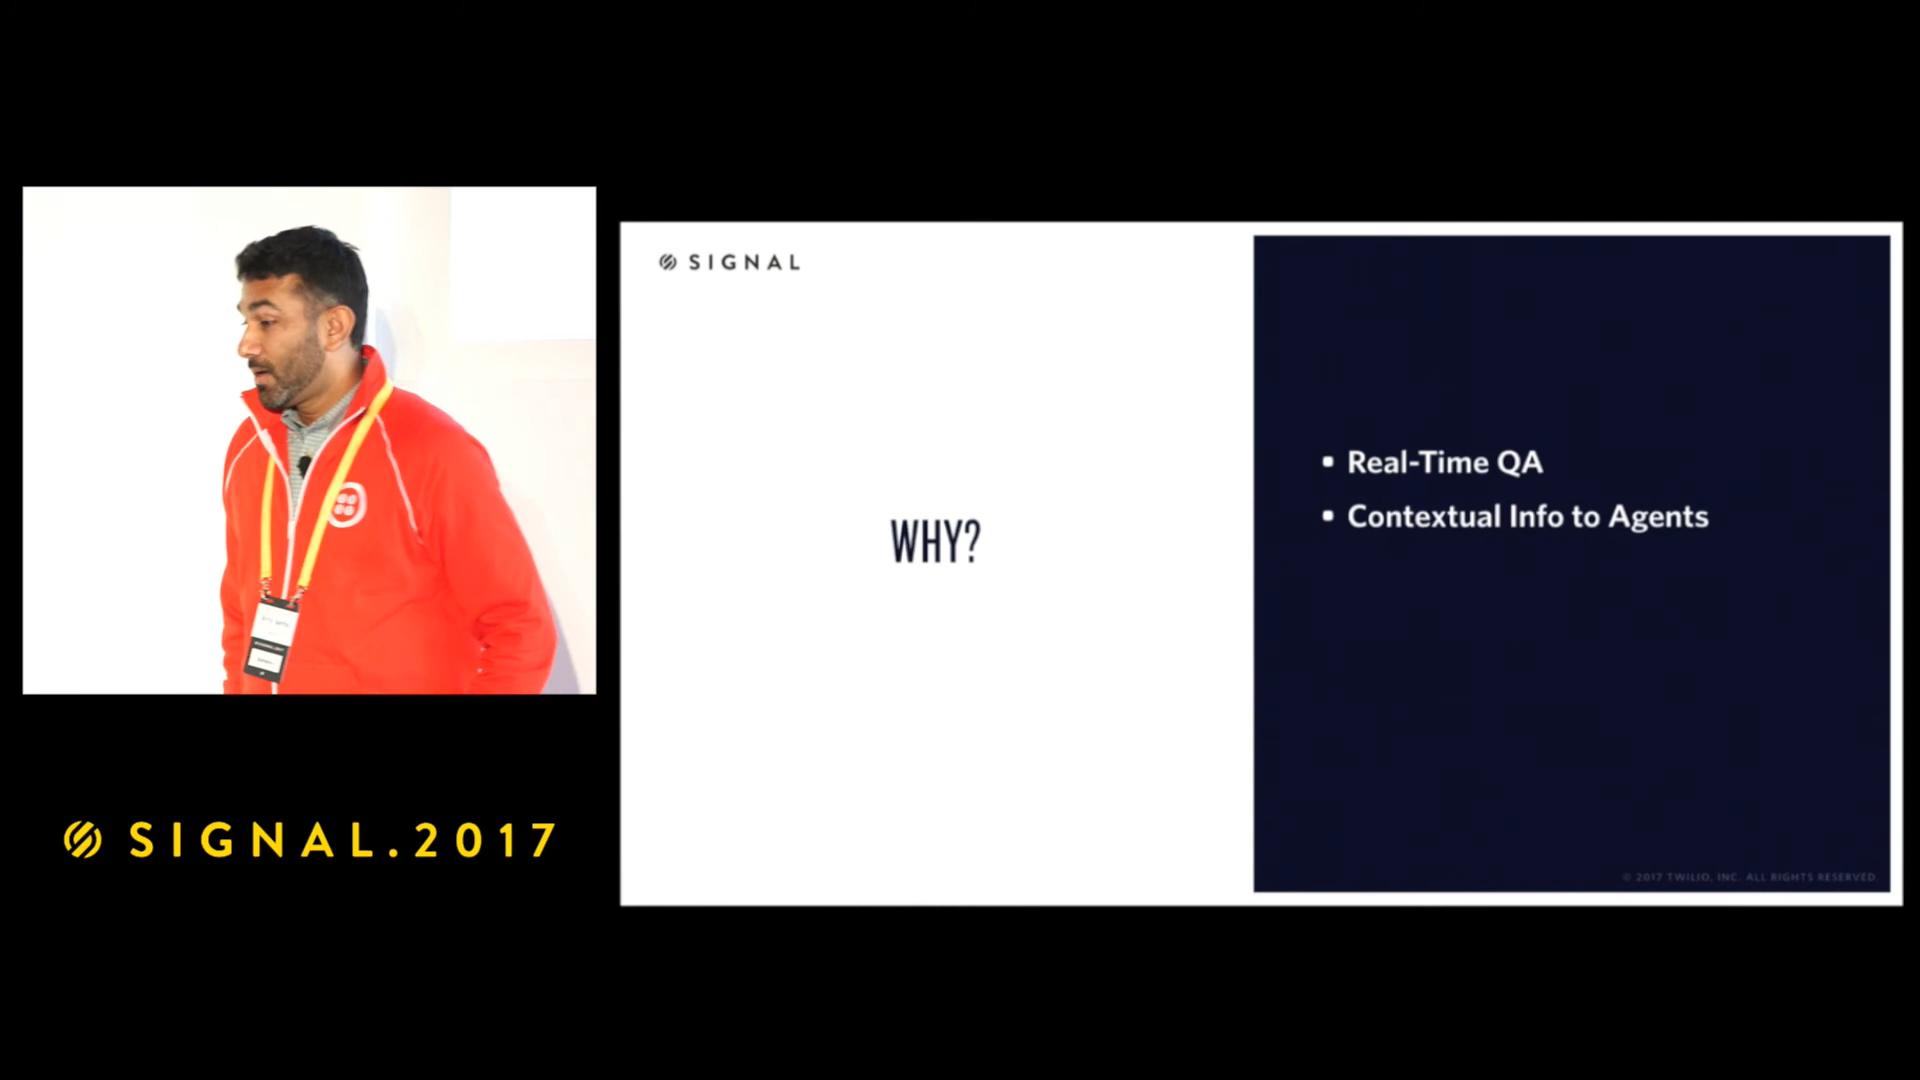 SIGNAL
WHY?
▪ Real-Time QA
▪ Contextual Info to Agents
© 2017 TWILIO, INC. ALL RIGHTS RESERVED.
SIGNAL.2017